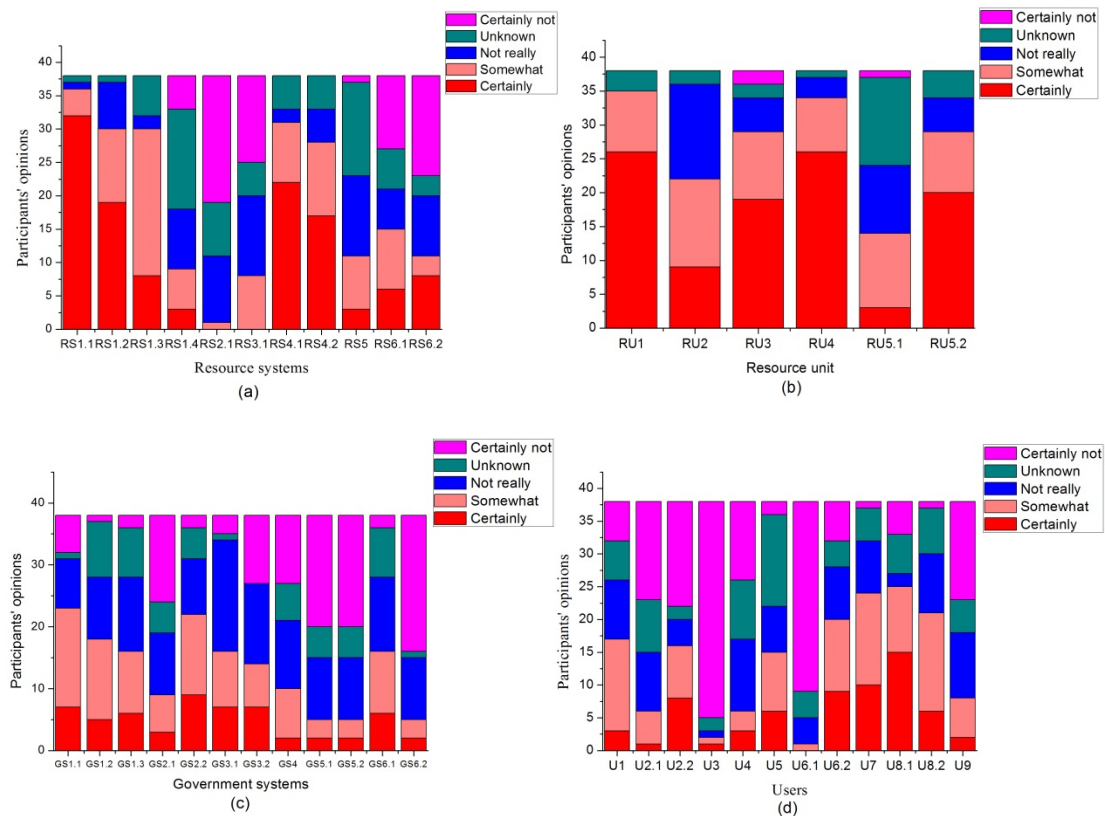 Certainly not
Unknown
Not really
Somewhat
Certainly
Participants' opinions
40
35
30
25
20
15
10
5
0
RS1.1 RS1.2 RS1.3 RS1.4 RS2.1 RS3.1 RS4.1 RS4.2 RS5 RS6.1 RS6.2
Resource systems
(a)
Certainly not
Unknown
Not really
Somewhat
Certainly
Participants' opinions
40
35
30
25
20
15
10
5
0
RU1 RU2 RU3 RU4 RU5.1 RU5.2
Resource unit
(b)
Certainly not
Unknown
Not really
Somewhat
Certainly
Participants' opinions
40
30
20
10
0
GS1.1 GS1.2 GS1.3 GS2.1 GS2.2 GS3.1 GS3.2 GS4 GS5.1 GS5.2 GS6.1 GS6.2
Government systems
(c)
Certainly not
Unknown
Not really
Somewhat
Certainly
Participants' opinions
40
35
30
25
20
15
10
5
0
U1 U2.1 U2.2 U3 U4 U5 U6.1 U6.2 U7 U8.1 U8.2 U9
Users
(d)